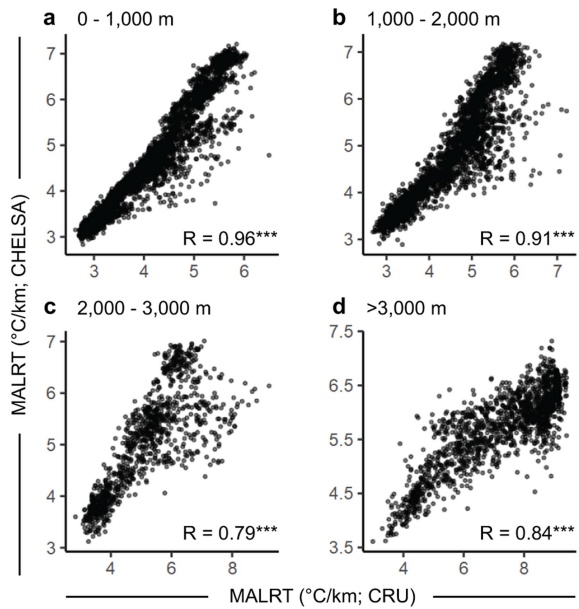 a 0 - 1,000 m
b 1,000 - 2,000 m
7
6
5
4
3
R = 0.96***
3 4 5 6
7
6
5
4
3
R = 0.91***
3 4 5 6 7
c 2,000 - 3,000 m
d >3,000 m
7
6
5
4
3
R = 0.79***
4 6 8
7.5
6.5
5.5
4.5
3.5
R = 0.84***
4 6 8
MALRT (°C/km; CHELSA)
MALRT (°C/km; CRU)